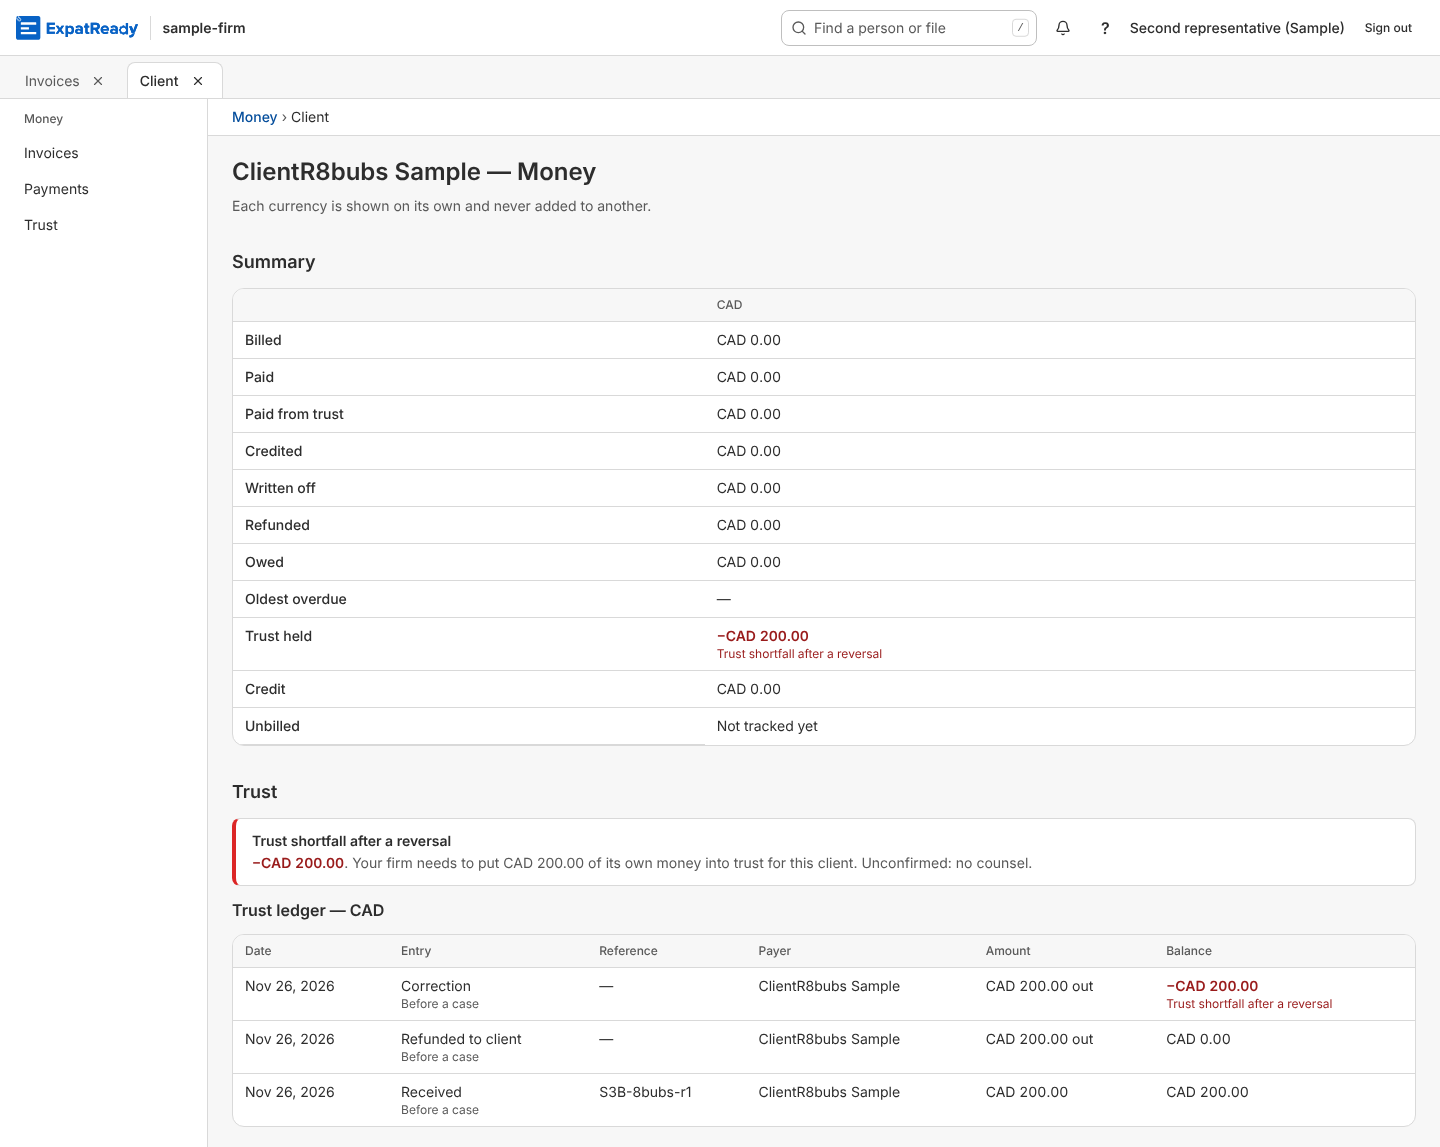 ExpatReady
sample-firm
Find a person or file
/
?
Second representative (Sample)
Sign out
Invoices
Client
Money
Invoices
Payments
Trust
Money › Client
ClientR8bubs Sample — Money
Each currency is shown on its own and never added to another.
Summary
CAD
Billed CAD 0.00
Paid CAD 0.00
Paid from trust CAD 0.00
Credited CAD 0.00
Written off CAD 0.00
Refunded CAD 0.00
Owed CAD 0.00
Oldest overdue —
Trust held −CAD 200.00
Trust shortfall after a reversal
Credit CAD 0.00
Unbilled Not tracked yet
Trust
Trust shortfall after a reversal
−CAD 200.00. Your firm needs to put CAD 200.00 of its own money into trust for this client. Unconfirmed: no counsel.
Trust ledger — CAD
Date Entry Reference Payer Amount Balance
Nov 26, 2026 Correction — ClientR8bubs Sample CAD 200.00 out −CAD 200.00
Before a case Trust shortfall after a reversal
Nov 26, 2026 Refunded to client — ClientR8bubs Sample CAD 200.00 out CAD 0.00
Before a case
Nov 26, 2026 Received S3B-8bubs-r1 ClientR8bubs Sample CAD 200.00 CAD 200.00
Before a case